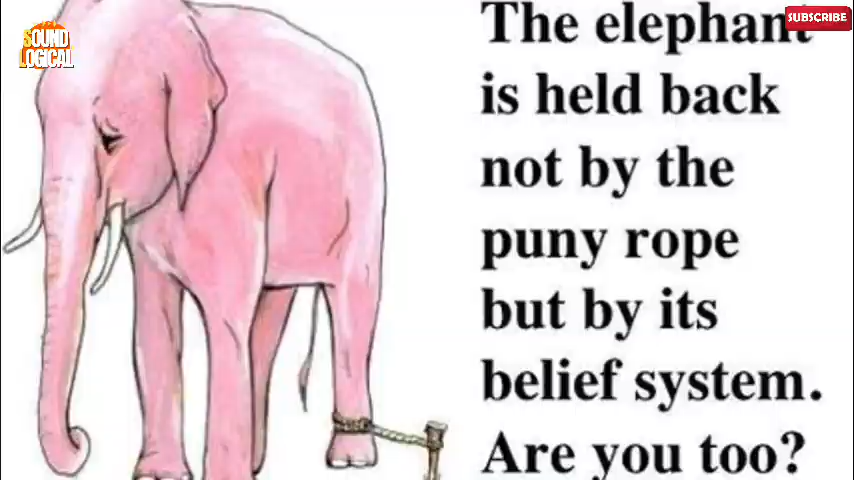 SOUND
LOGICAL
SUBSCRIBE
The elephant
is held back
not by the
puny rope
but by its
belief system.
Are you too?